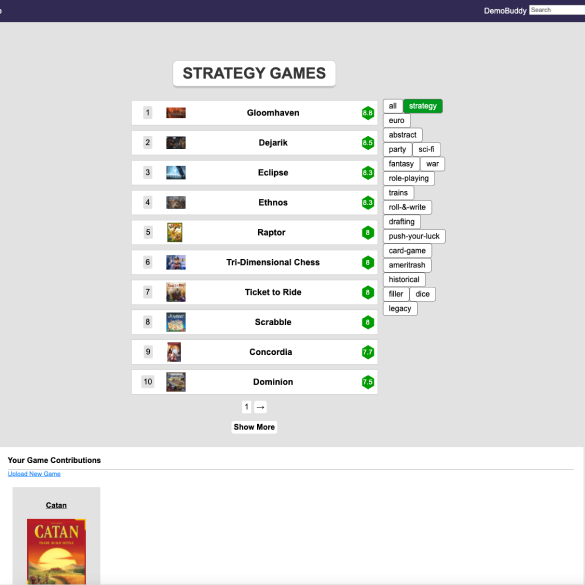 DemoBuddy Search
STRATEGY GAMES
1 Gloomhaven 8.8
2 Dejarik 8.5
3 Eclipse 8.3
4 Ethnos 8.3
5 Raptor 8
6 Tri-Dimensional Chess 8
7 Ticket to Ride 8
8 Scrabble 8
9 Concordia 7.7
10 Dominion 7.5
1 →
Show More
all strategy
euro
abstract
party sci-fi
fantasy war
role-playing
trains
roll-&-write
drafting
push-your-luck
card-game
ameritrash
historical
filler dice
legacy
Your Game Contributions
Upload New Game
Catan
CATAN